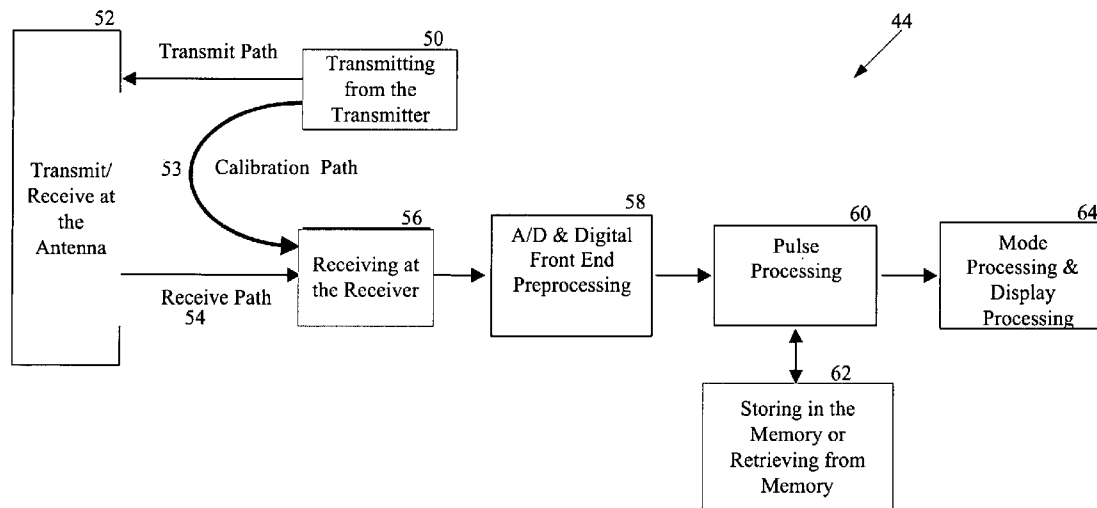 52
Transmit Path
50
44
Transmitting
from the
Transmitter
53
Calibration Path
Transmit/
Receive at
the
Antenna
56
Receiving at
the Receiver
58
A/D & Digital
Front End
Preprocessing
60
Pulse
Processing
64
Mode
Processing &
Display
Processing
Receive Path
54
62
Storing in the
Memory or
Retrieving from
Memory